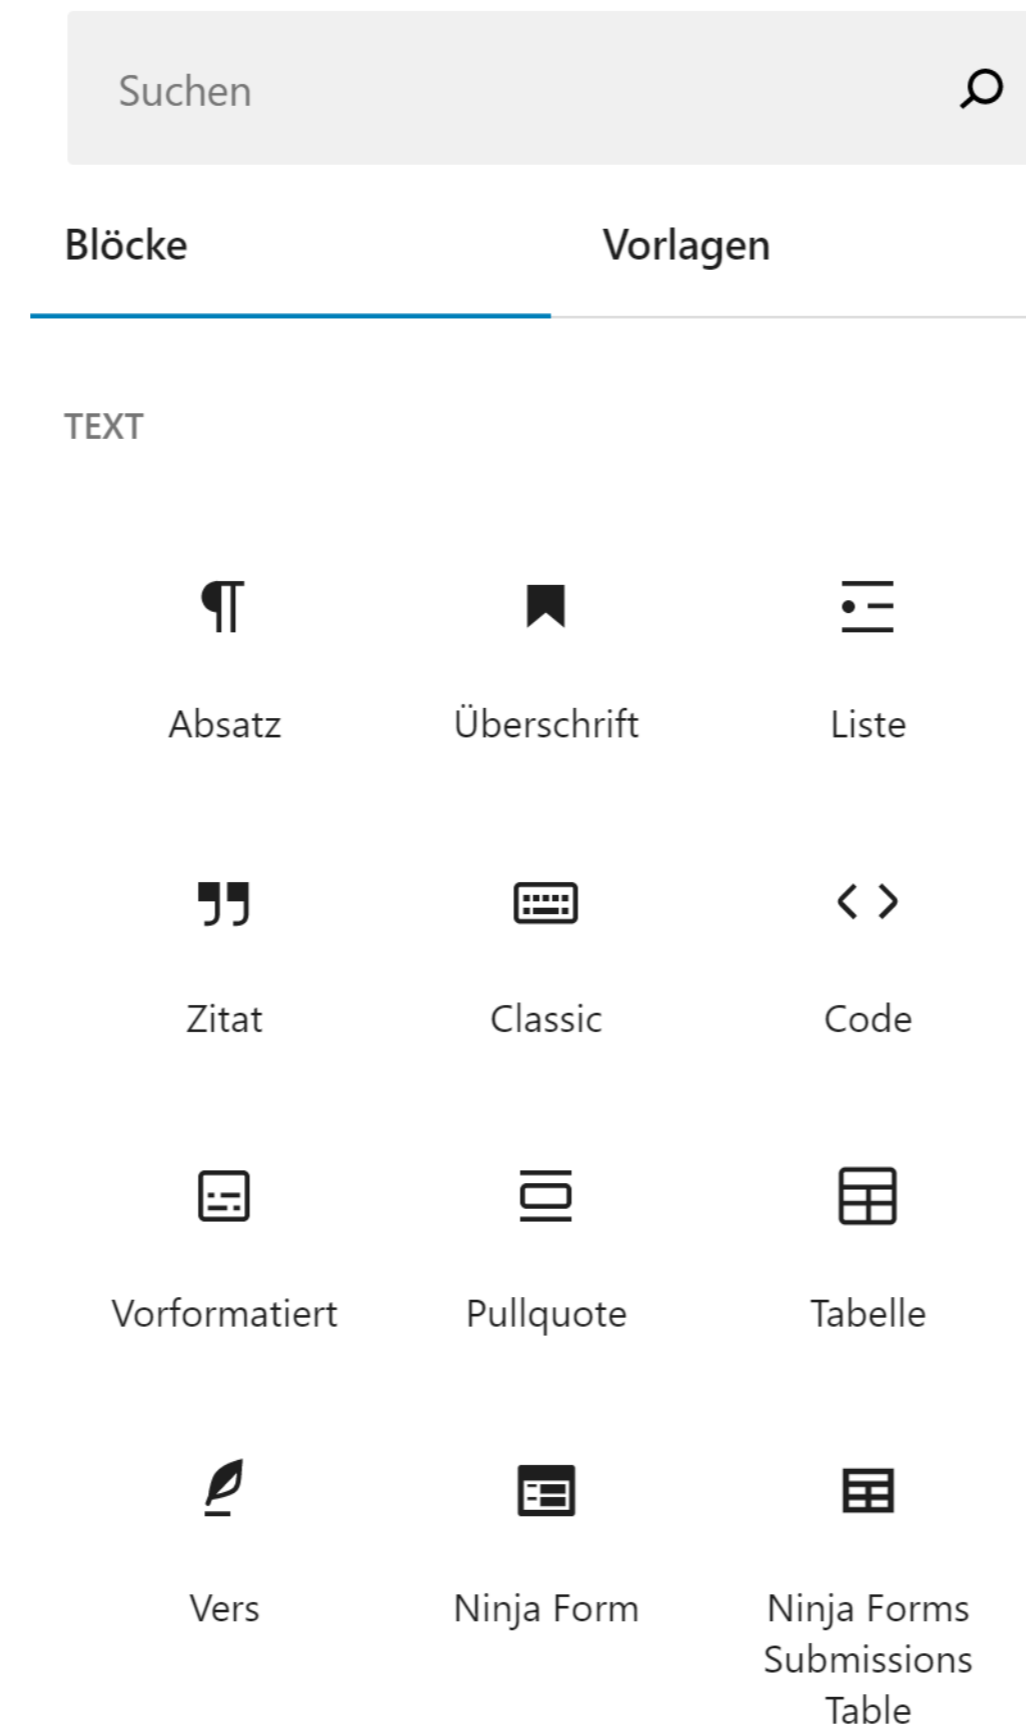 Suchen
Blöcke Vorlagen
TEXT
Absatz Überschrift Liste
Zitat Classic Code
Vorformatiert Pullquote Tabelle
Vers Ninja Form Ninja Forms
Submissions
Table